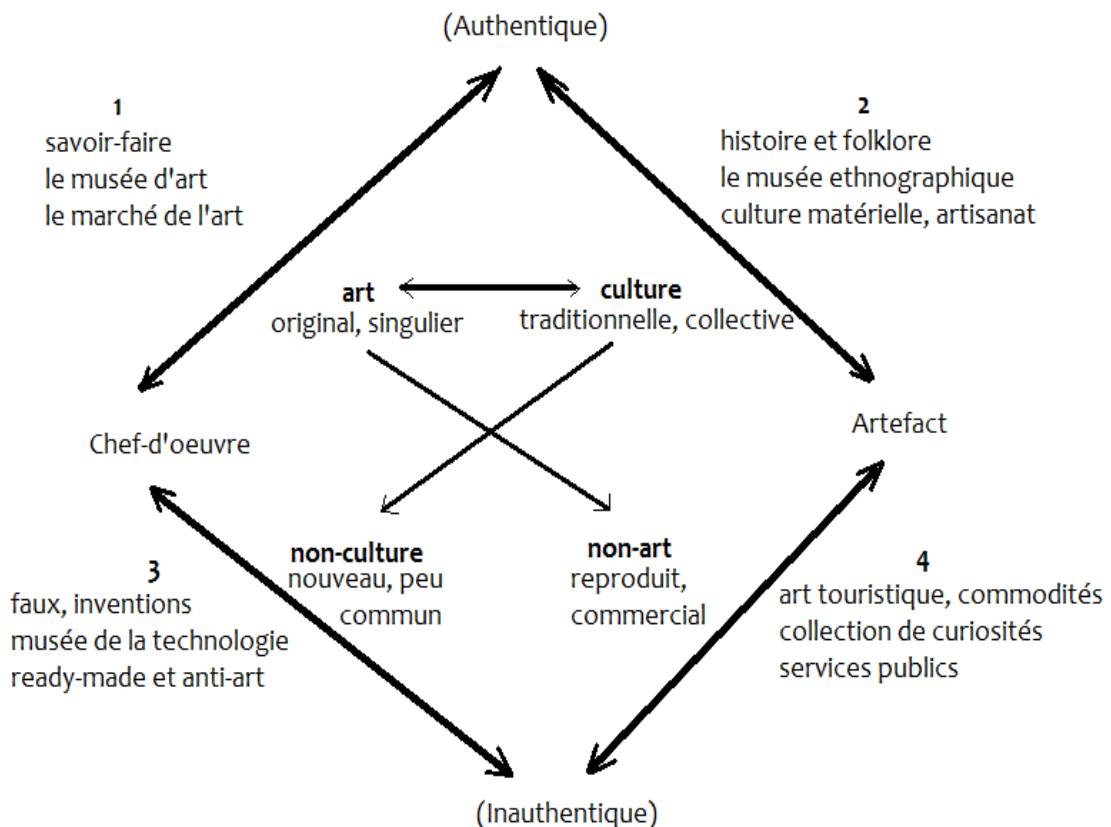 (Authentique)
1
savoir-faire
le musée d'art
le marché de l'art
2
histoire et folklore
le musée ethnographique
culture matérielle, artisanat
art
original, singulier
culture
traditionnelle, collective
Chef-d'oeuvre
Artefact
non-culture
nouveau, peu
commun
non-art
reproduit,
commercial
3
faux, inventions
musée de la technologie
ready-made et anti-art
4
art touristique, commodités
collection de curiosités
services publics
(Inauthentique)